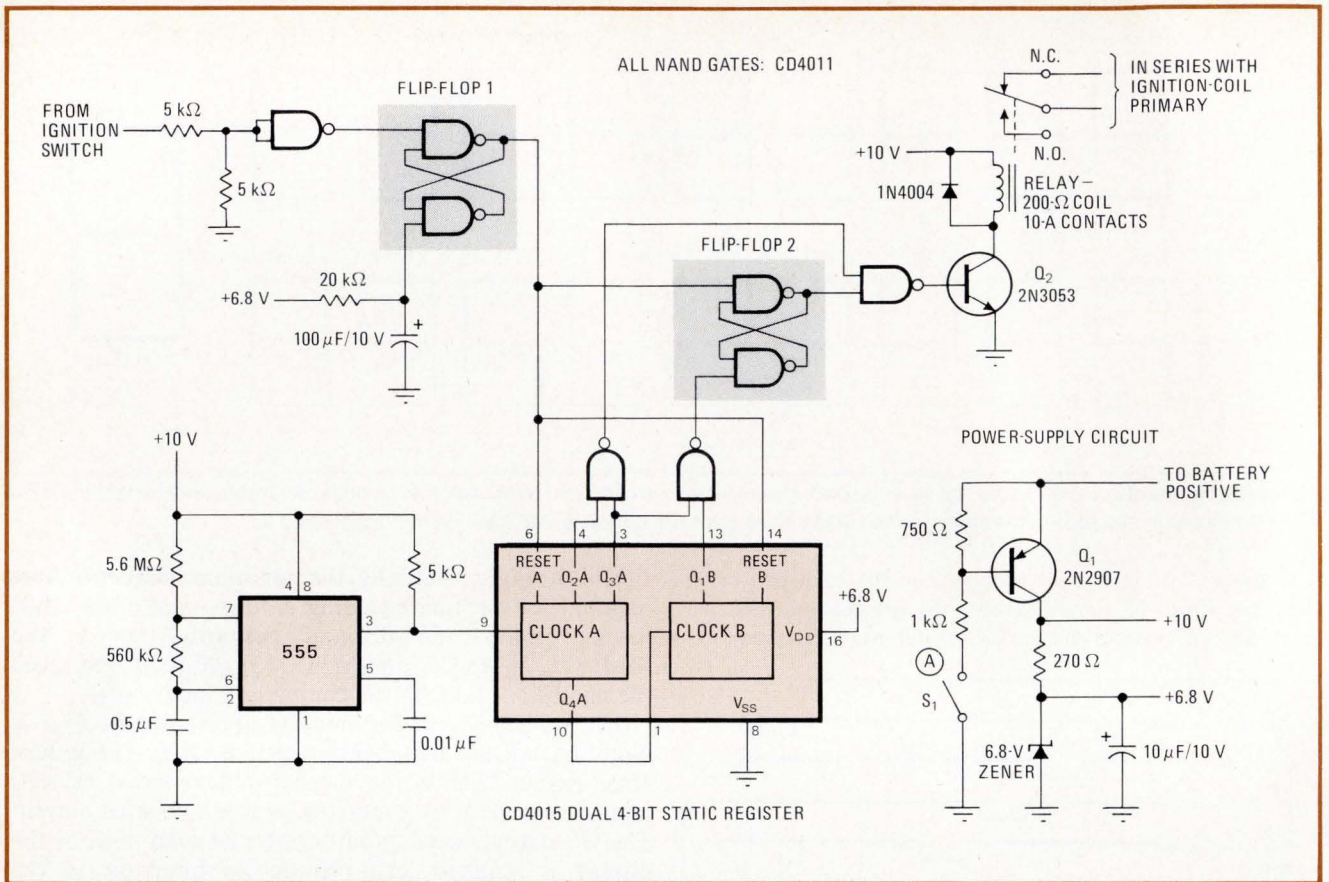 ALL NAND GATES: CD4011
N.C.
IN SERIES WITH
IGNITION-COIL
PRIMARY
N.O.
FLIP-FLOP 1
FROM
IGNITION
SWITCH
5 kΩ
5 kΩ
+10 V
1N4004
RELAY–
200-Ω COIL
10-A CONTACTS
FLIP-FLOP 2
Q2
2N3053
+6.8 V
20 kΩ
100 μF/10 V
+
+10 V
5.6 MΩ
560 kΩ
0.5 μF
7
6
2
4
8
555
3
5
1
5 kΩ
0.01 μF
9
6
4
3
13
14
RESET
A
Q2A
Q3A
Q1B
RESET
B
CLOCK A
CLOCK B
VDD
16
+6.8 V
Q4A
VSS
10
1
8
CD4015 DUAL 4-BIT STATIC REGISTER
POWER-SUPPLY CIRCUIT
TO BATTERY
POSITIVE
750 Ω
Q1
2N2907
1 kΩ
+10 V
A
S1
270 Ω
+6.8 V
6.8-V
ZENER
+
10 μF/10 V